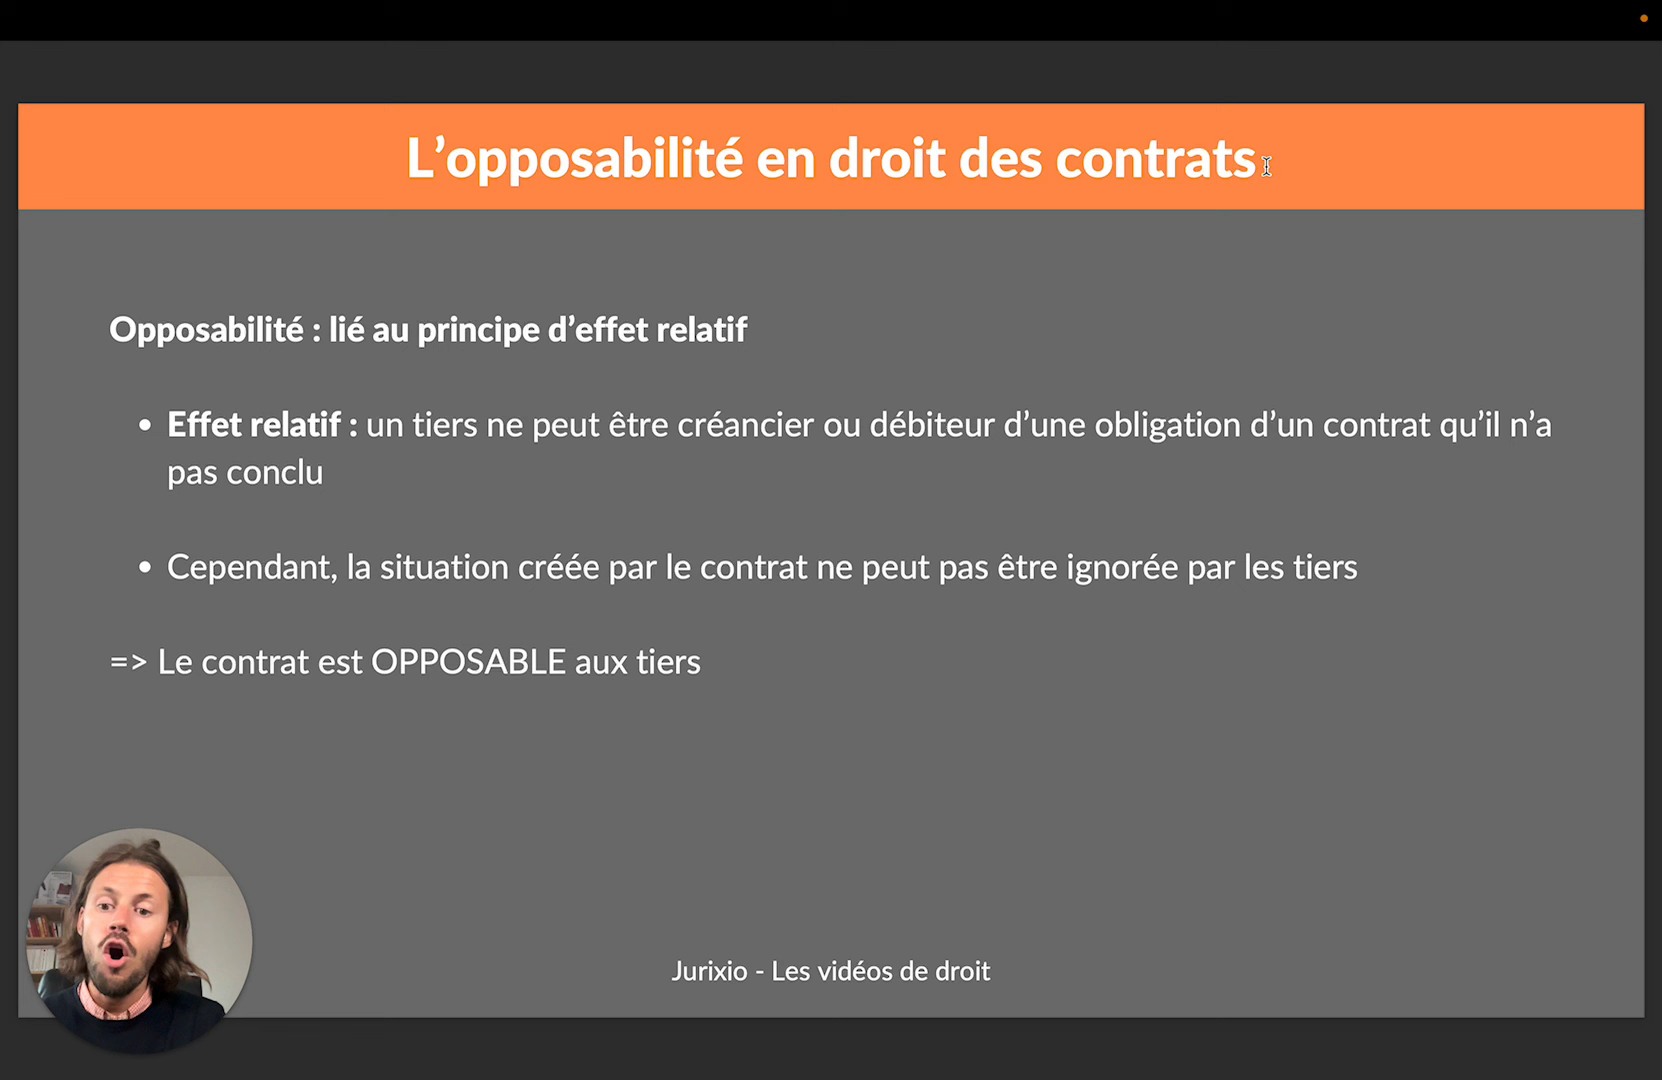 L’opposabilité en droit des contrats
Opposabilité : lié au principe d’effet relatif
• Effet relatif : un tiers ne peut être créancier ou débiteur d’une obligation d’un contrat qu’il n’a
pas conclu
• Cependant, la situation créée par le contrat ne peut pas être ignorée par les tiers
=> Le contrat est OPPOSABLE aux tiers
Jurixio - Les vidéos de droit